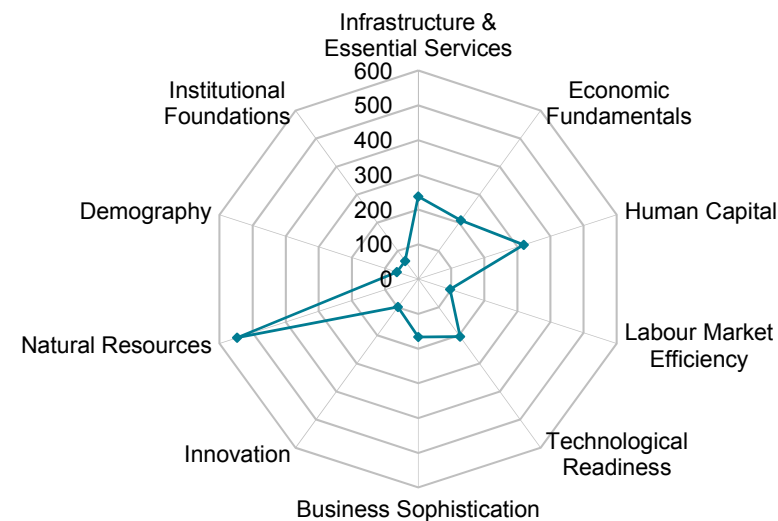 Infrastructure &
Essential Services
600
500
400
300
200
100
0
Economic
Fundamentals
Human Capital
Labour Market
Efficiency
Technological
Readiness
Business Sophistication
Innovation
Natural Resources
Demography
Institutional
Foundations